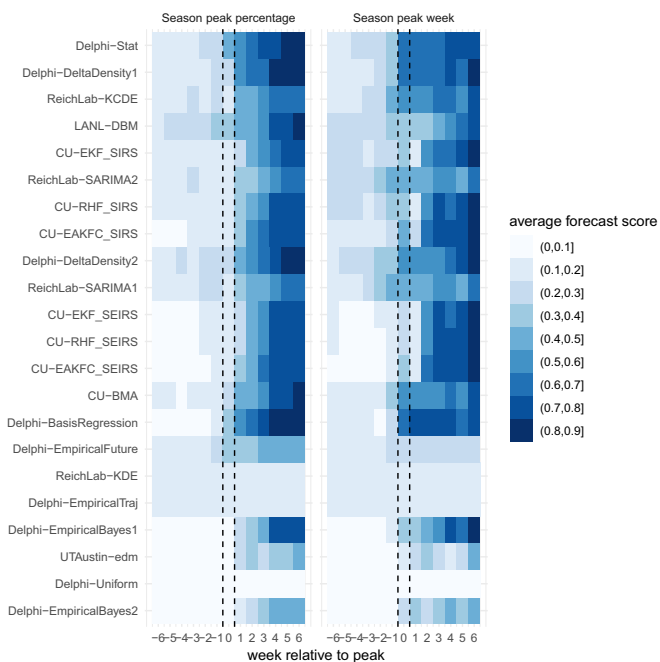 Season peak percentage
Season peak week
Delphi−Stat
Delphi−DeltaDensity1
ReichLab−KCDE
LANL−DBM
CU−EKF_SIRS
ReichLab−SARIMA2
CU−RHF_SIRS
CU−EAKFC_SIRS
Delphi−DeltaDensity2
ReichLab−SARIMA1
CU−EKF_SEIRS
CU−RHF_SEIRS
CU−EAKFC_SEIRS
CU−BMA
Delphi−BasisRegression
Delphi−EmpiricalFuture
ReichLab−KDE
Delphi−EmpiricalTraj
Delphi−EmpiricalBayes1
UTAustin−edm
Delphi−Uniform
Delphi−EmpiricalBayes2
−6−5−4−3−2−1 0 1 2 3 4 5 6
−6−5−4−3−2−1 0 1 2 3 4 5 6
week relative to peak
average forecast score
(0,0.1]
(0.1,0.2]
(0.2,0.3]
(0.3,0.4]
(0.4,0.5]
(0.5,0.6]
(0.6,0.7]
(0.7,0.8]
(0.8,0.9]